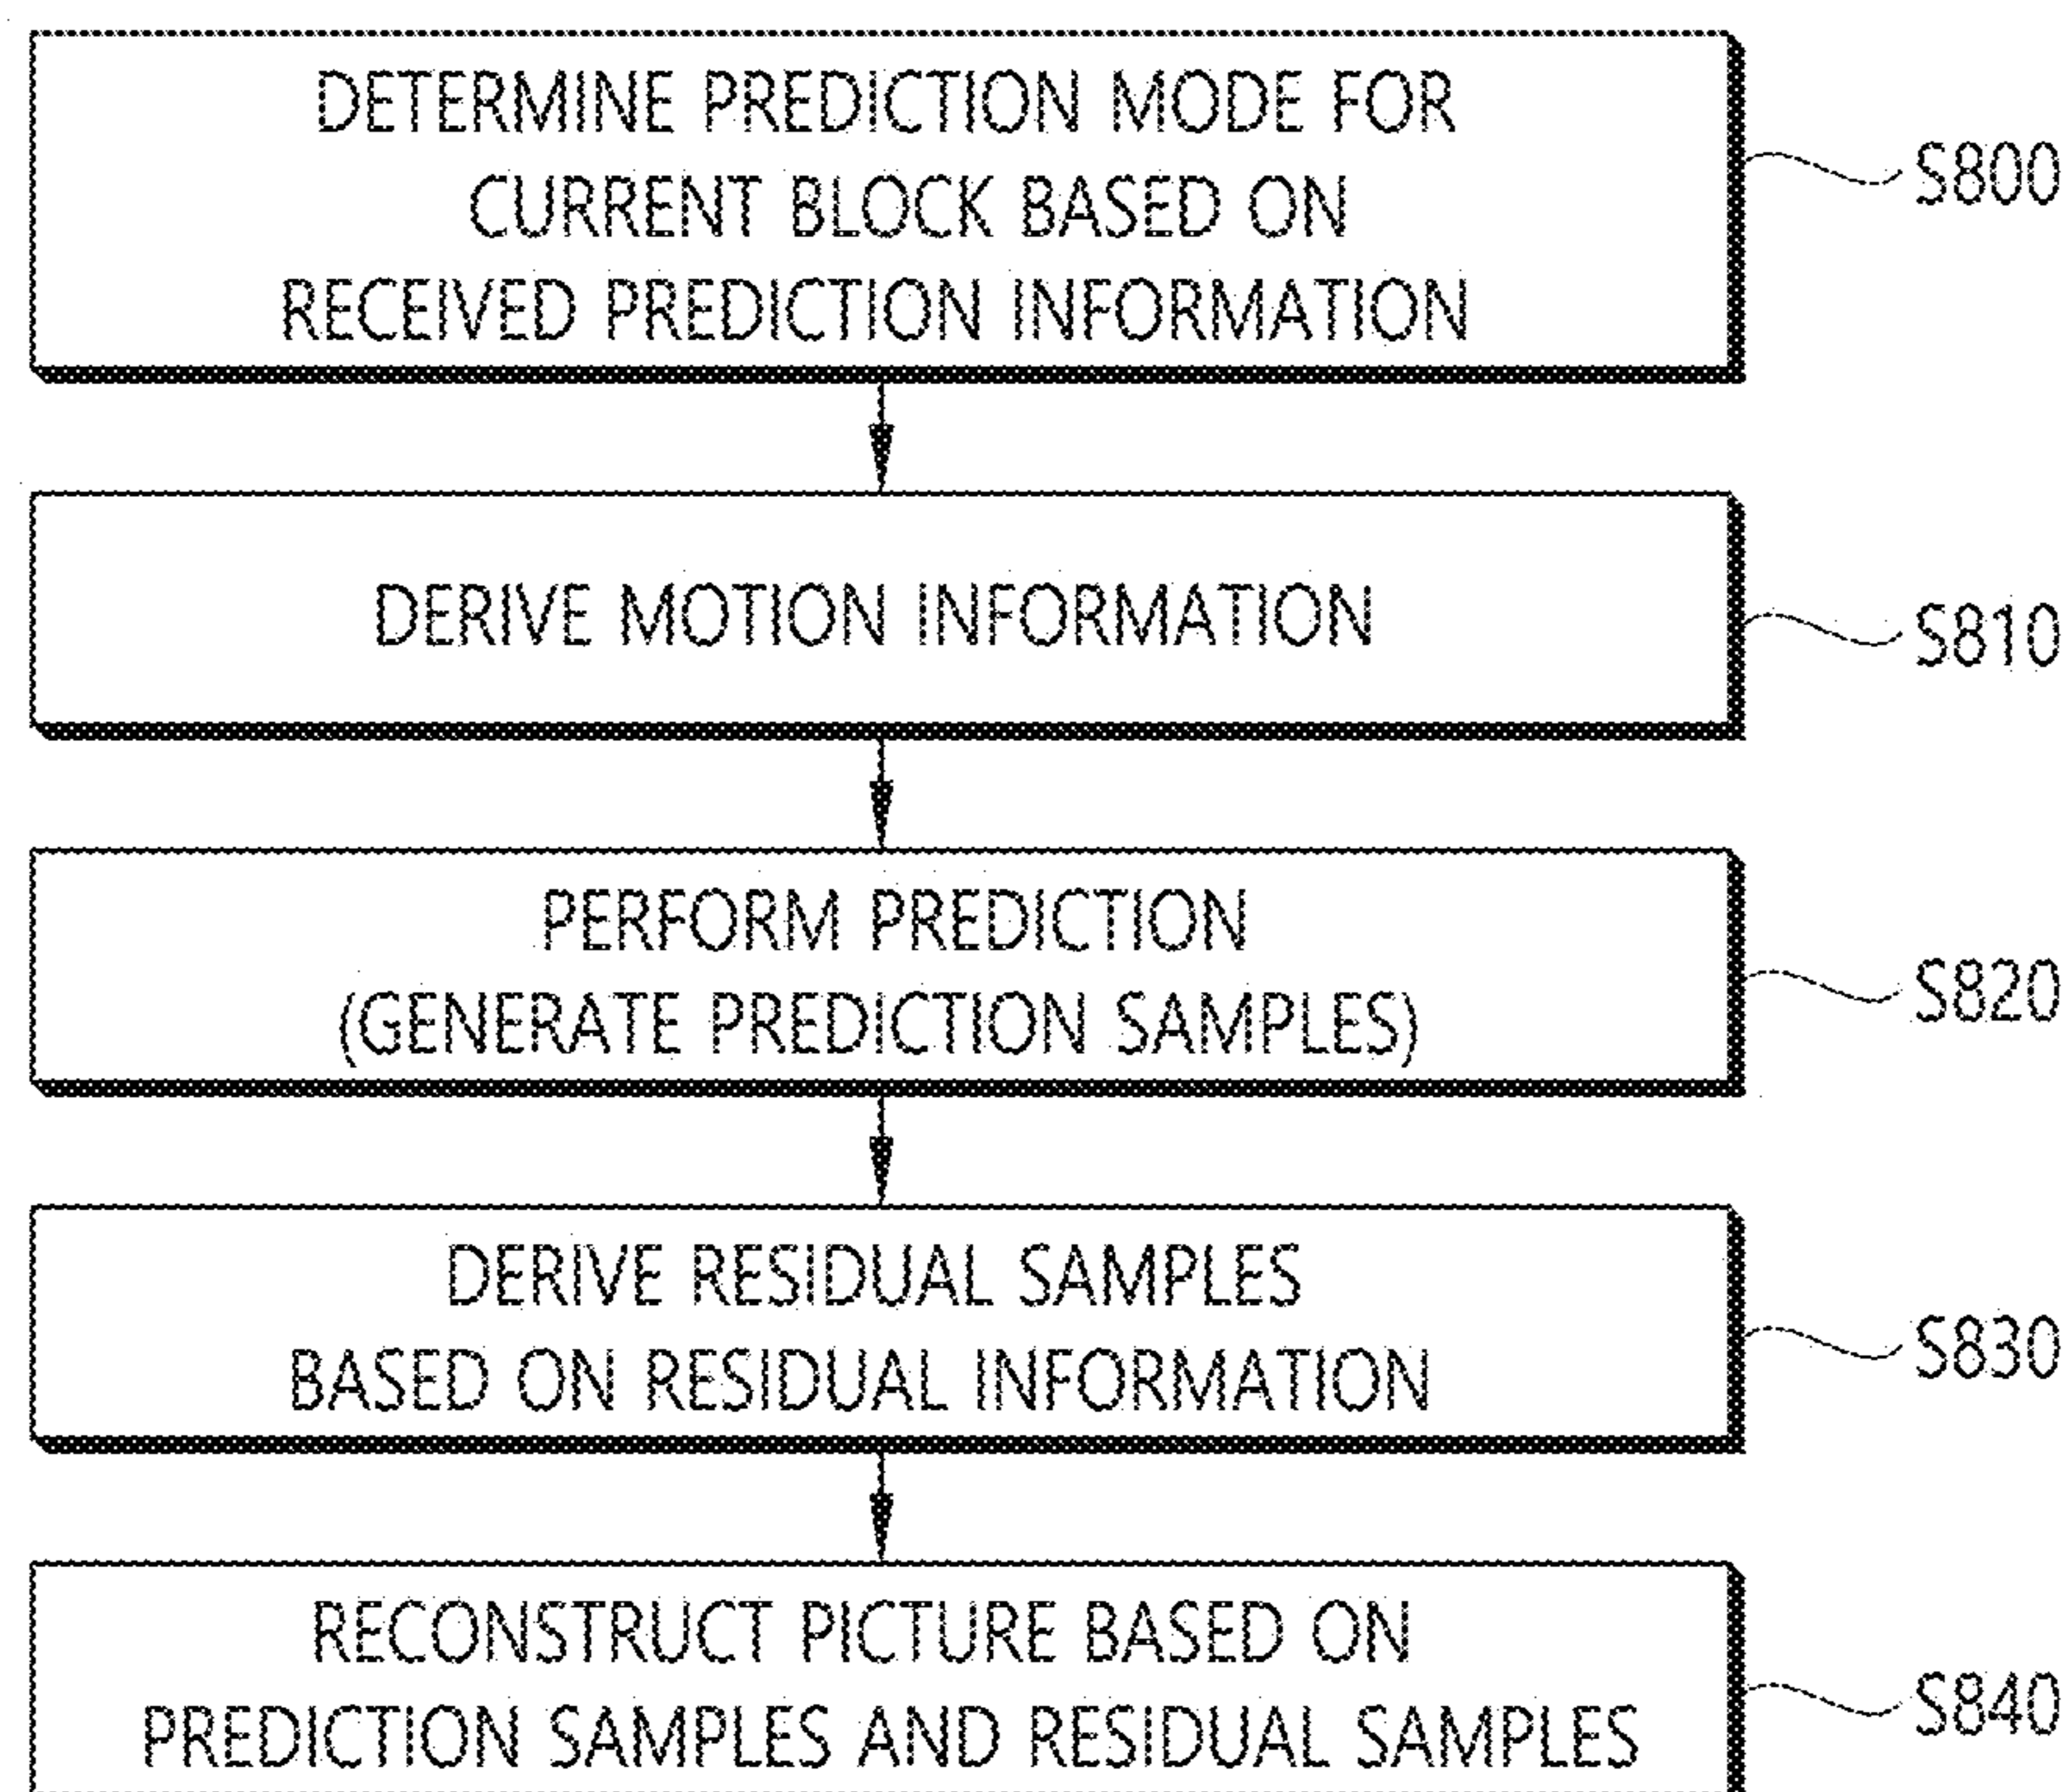 DETERMINE PREDICTION MODE FOR
CURRENT BLOCK BASED ON
RECEIVED PREDICTION INFORMATION
S800
DERIVE MOTION INFORMATION
S810
PERFORM PREDICTION
(GENERATE PREDICTION SAMPLES)
S820
DERIVE RESIDUAL SAMPLES
BASED ON RESIDUAL INFORMATION
S830
RECONSTRUCT PICTURE BASED ON
PREDICTION SAMPLES AND RESIDUAL SAMPLES
S840